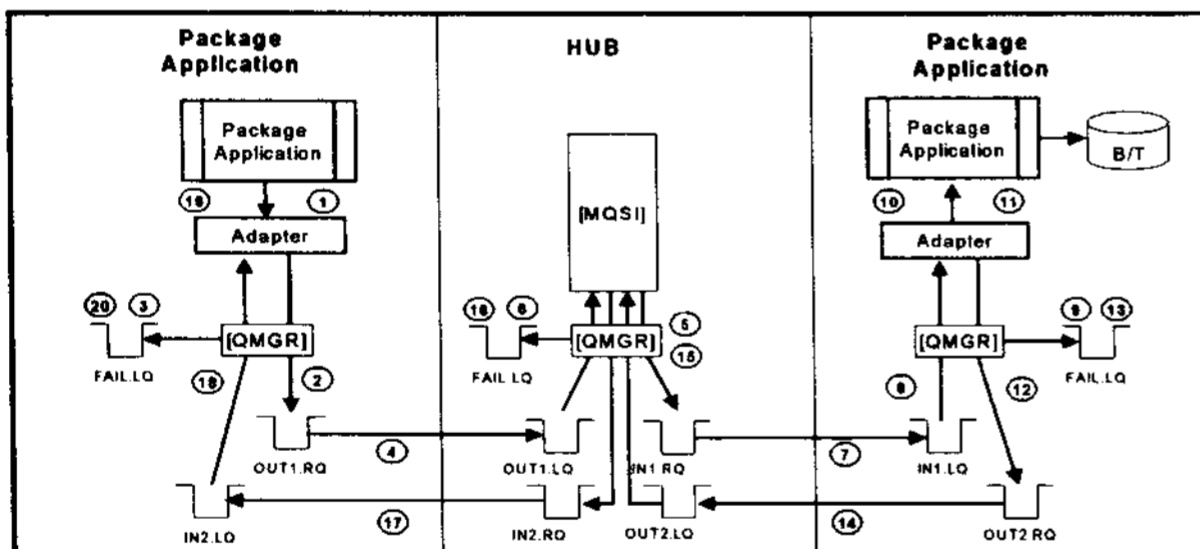 Package
Application
HUB
Package
Application
Package
Application
Package
Application
B/T
[MQSI]
19
1
10
11
Adapter
Adapter
20
3
16
6
5
9
13
[QMGR]
[QMGR]
[QMGR]
15
FAIL.LQ
18
2
FAIL.LQ
8
12
FAIL.LQ
4
7
OUT1.RQ
OUT1.LQ
IN1.RQ
IN1.LQ
17
14
IN2.LQ
IN2.RQ
OUT2.LQ
OUT2.RQ